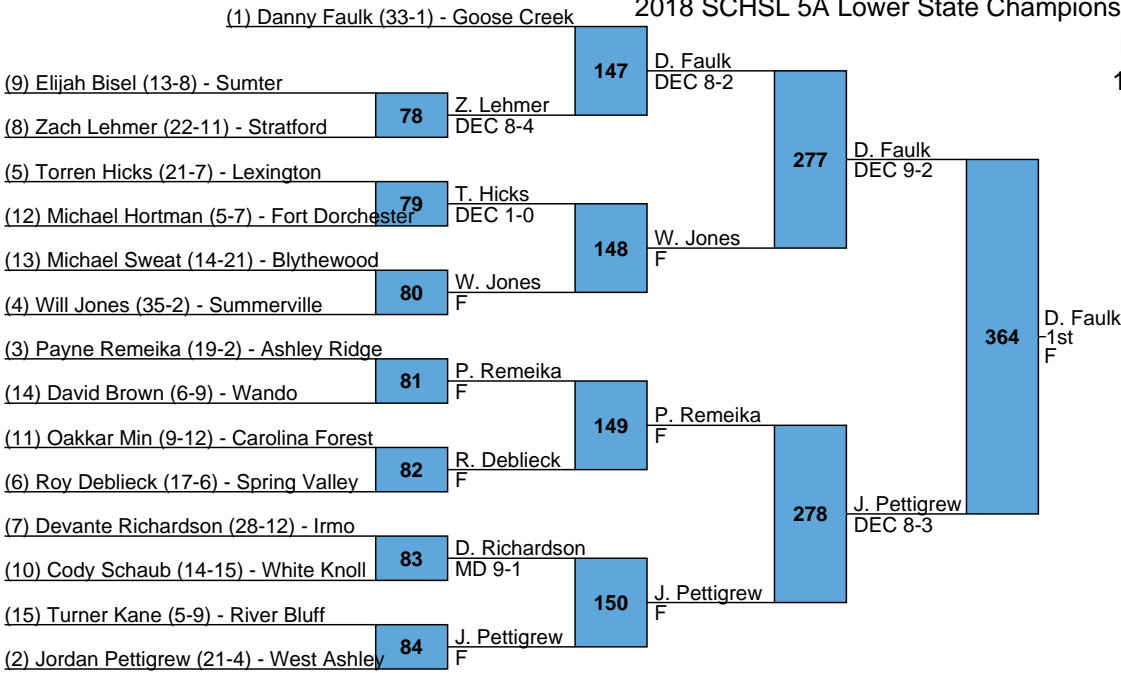 2018 SCHSL 5A Lower State Champions
(1) Danny Faulk (33-1) - Goose Creek
147
D. Faulk
DEC 8-2
1
(9) Elijah Bisel (13-8) - Sumter
78
Z. Lehmer
DEC 8-4
(8) Zach Lehmer (22-11) - Stratford
277
D. Faulk
DEC 9-2
(5) Torren Hicks (21-7) - Lexington
79
T. Hicks
DEC 1-0
(12) Michael Hortman (5-7) - Fort Dorchester
148
W. Jones
F
(13) Michael Sweat (14-21) - Blythewood
80
W. Jones
F
(4) Will Jones (35-2) - Summerville
364
D. Faulk
1st
F
(3) Payne Remeika (19-2) - Ashley Ridge
81
P. Remeika
F
(14) David Brown (6-9) - Wando
149
P. Remeika
F
(11) Oakkar Min (9-12) - Carolina Forest
82
R. Deblieck
F
(6) Roy Deblieck (17-6) - Spring Valley
278
J. Pettigrew
DEC 8-3
(7) Devante Richardson (28-12) - Irmo
83
D. Richardson
MD 9-1
(10) Cody Schaub (14-15) - White Knoll
150
J. Pettigrew
F
(15) Turner Kane (5-9) - River Bluff
84
J. Pettigrew
F
(2) Jordan Pettigrew (21-4) - West Ashley